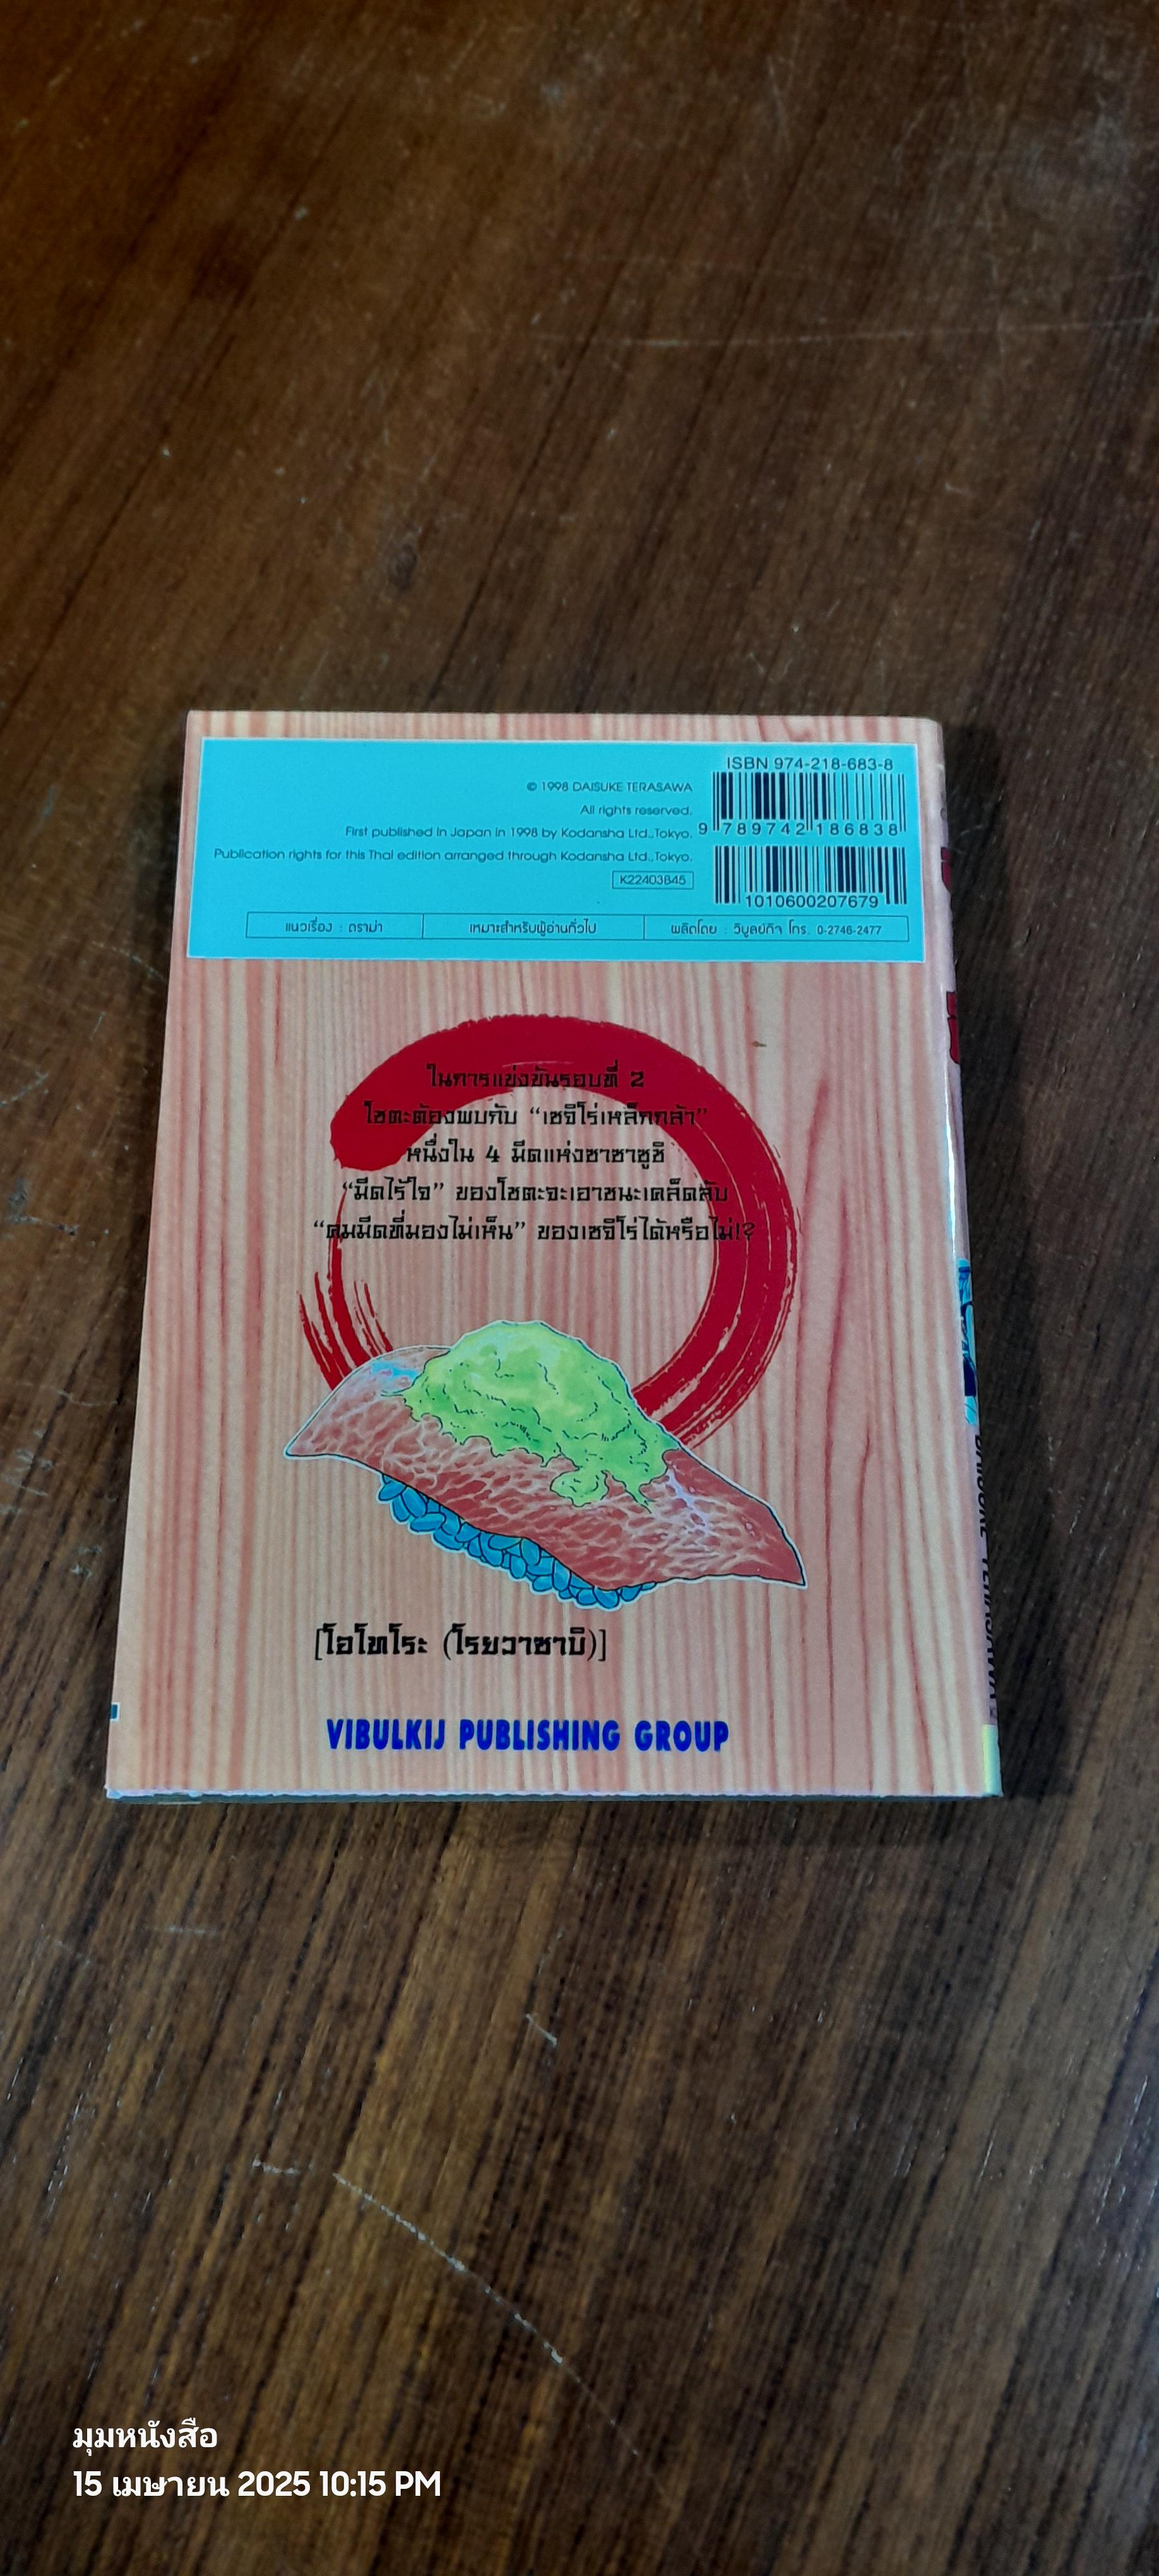 ISBN 974-218-683-8
© 1998 DAISUKE TERASAWA
All rights reserved.
First published in Japan in 1998 by Kodansha Ltd.,Tokyo.
9 789742 186838
Publication rights for this Thai edition arranged through Kodansha Ltd.,Tokyo.
K22403B45
1010600207679
แนวเรื่อง : ดราม่า
เหมาะสำหรับผู้อ่านทั่วไป
ผลิตโดย : วิบูลย์กิจ โทร. 0-2746-2477
ในการแข่งขันรอบที่ 2
โชตะต้องพบกับ “เซจิโร่เหล็กกล้า”
หนึ่งใน 4 มีดแห่งซาซาซูชิ
“มีดไร้ใจ” ของโชตะจะเอาชนะเคล็ดลับ
“คมมีดที่มองไม่เห็น” ของเซจิโร่ได้หรือไม่!?
[โอโทโระ (โรยวาซาบิ)]
VIBULKIJ PUBLISHING GROUP
DAISUKE TERASAWA
มุมหนังสือ
15 เมษายน 2025 10:15 PM